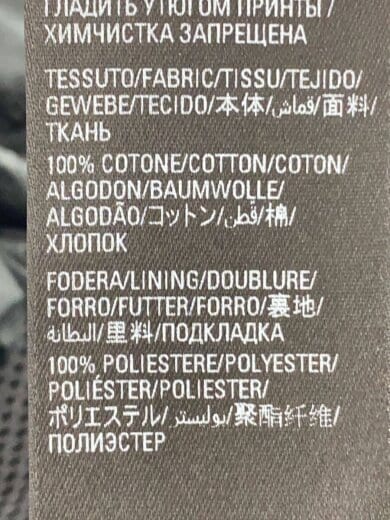 ГЛАДИТЬ УТЮГОМ ПРИНТЫ /
ХИМЧИСТКА ЗАПРЕЩЕНА
TESSUTO/FABRIC/TISSU/TEJIDO/
GEWEBE/TECIDO/本体/قماش/面料/
ТКАНЬ
100% COTONE/COTTON/COTON/
ALGODON/BAUMWOLLE/
ALGODÃO/コットン/قطن/棉/
ХЛОПОК
FODERA/LINING/DOUBLURE/
FORRO/FUTTER/FORRO/裏地/
البطانة/里料/ПОДКЛАДКА
100% POLIESTERE/POLYESTER/
POLIÉSTER/POLIESTER/
ポリエステル/بوليستر/聚酯纤维/
ПОЛИЭСТЕР